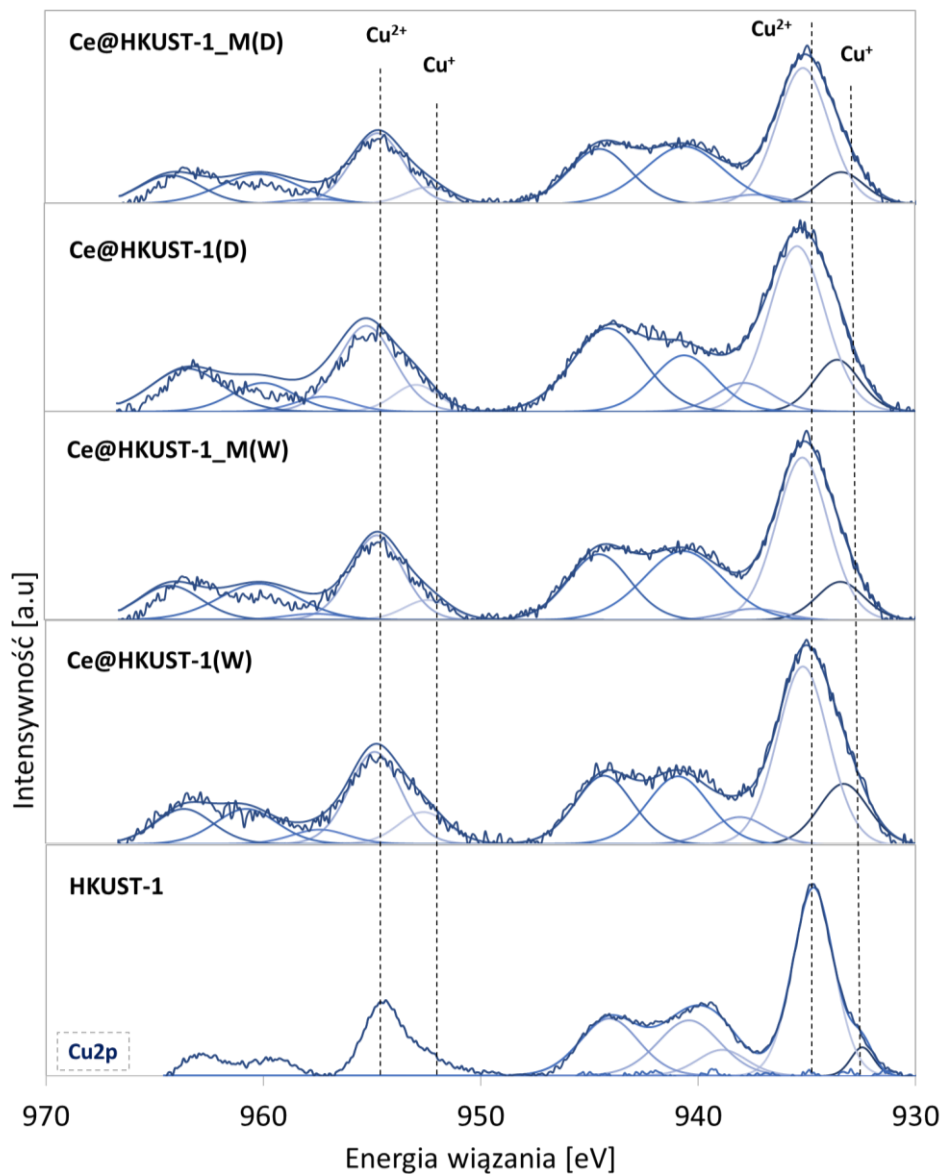 Ce@HKUST-1_M(D)
Cu²⁺
Cu⁺
Cu²⁺
Cu⁺
Ce@HKUST-1(D)
Ce@HKUST-1_M(W)
Ce@HKUST-1(W)
HKUST-1
Cu2p
Intensywność [a.u]
970
960
950
940
930
Energia wiązania [eV]